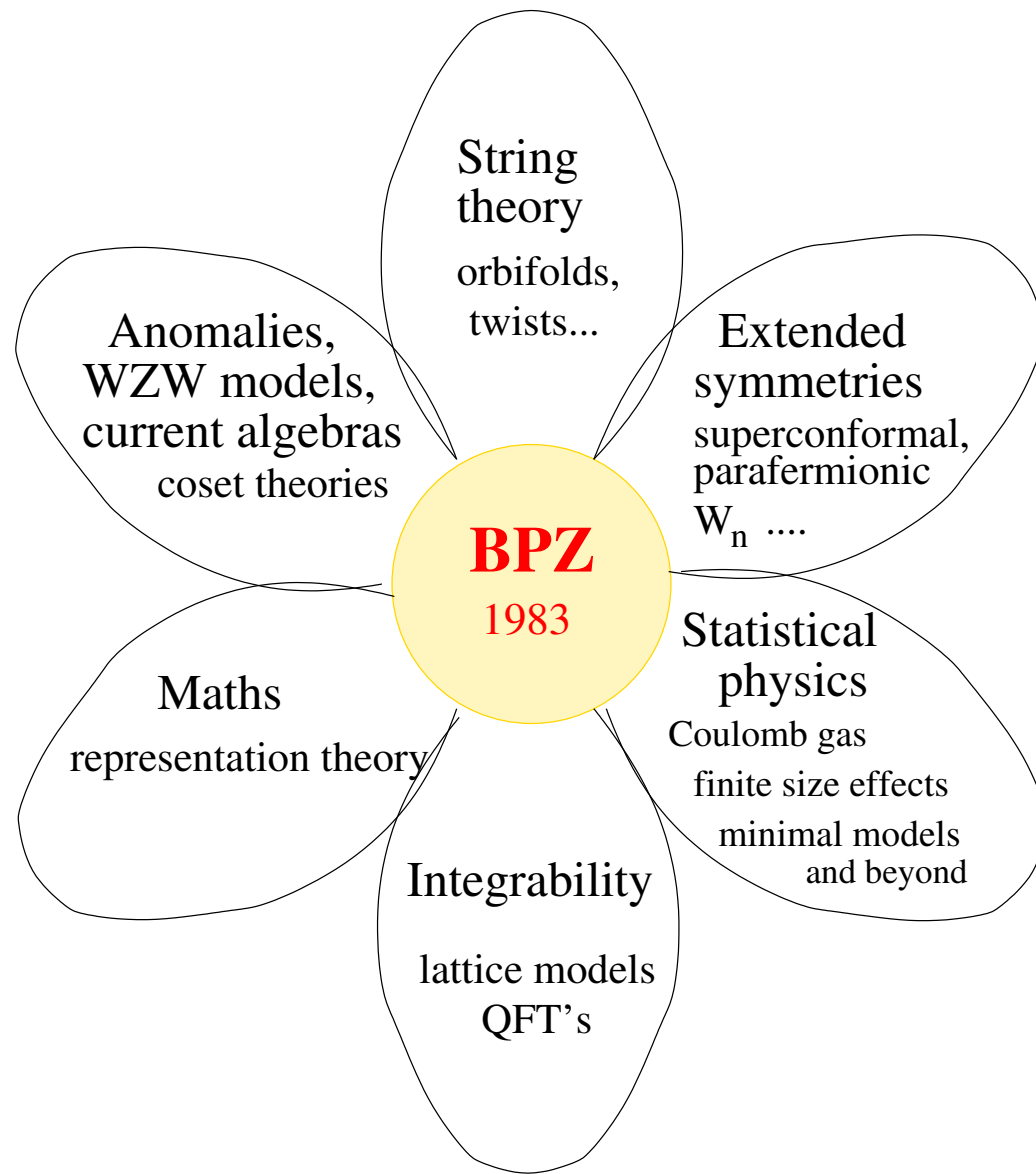 String
theory
orbifolds,
twists...
Anomalies,
WZW models,
current algebras
coset theories
Extended
symmetries
superconformal,
parafermionic
Wn ....
BPZ
1983
Maths
representation theory
Statistical
physics
Coulomb gas
finite size effects
minimal models
and beyond
Integrability
lattice models
QFT's